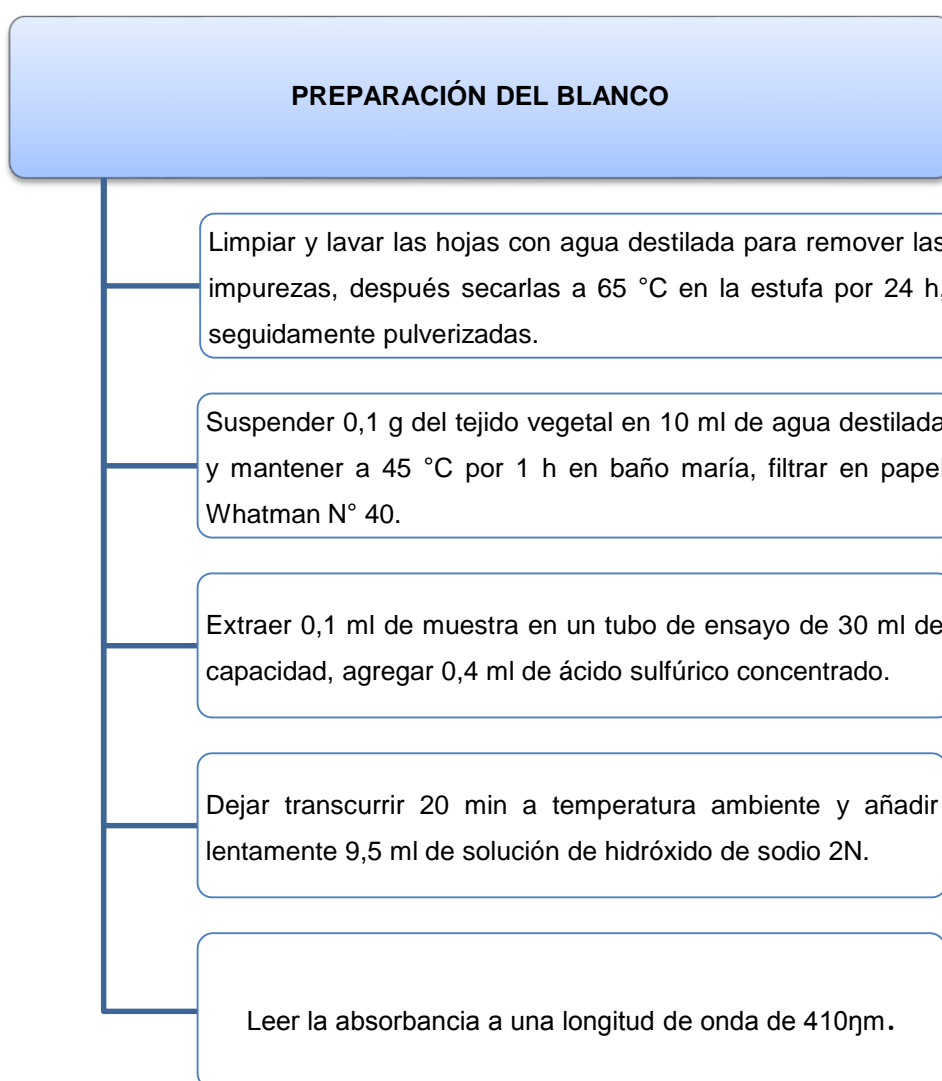 PREPARACIÓN DEL BLANCO
Limpiar y lavar las hojas con agua destilada para remover las
impurezas, después secarlas a 65 °C en la estufa por 24 h,
seguidamente pulverizadas.
Suspender 0,1 g del tejido vegetal en 10 ml de agua destilada
y mantener a 45 °C por 1 h en baño maría, filtrar en papel
Whatman N° 40.
Extraer 0,1 ml de muestra en un tubo de ensayo de 30 ml de
capacidad, agregar 0,4 ml de ácido sulfúrico concentrado.
Dejar transcurrir 20 min a temperatura ambiente y añadir
lentamente 9,5 ml de solución de hidróxido de sodio 2N.
Leer la absorbancia a una longitud de onda de 410ŋm.